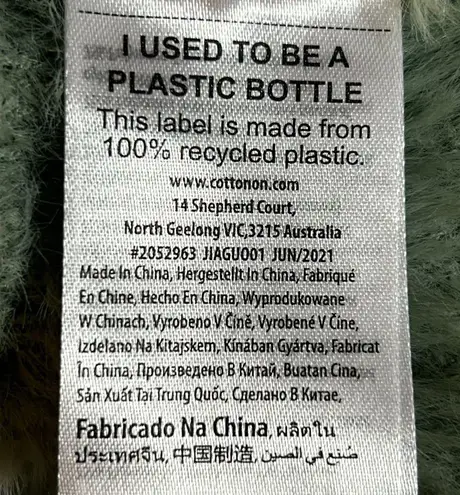 I USED TO BE A
PLASTIC BOTTLE
This label is made from
100% recycled plastic.
www.cottonon.com
14 Shepherd Court,
North Geelong VIC,3215 Australia
#2052963 JIAGU001 JUN/2021
Made In China, Hergestellt In China, Fabriqué
En Chine, Hecho En China, Wyprodukowane
W Chinach, Vyrobeno V Číně, Vyrobené V Číne,
Izdelano Na Kitajskem, Kínában Gyártva, Fabricat
În China, Произведено В Китай, Buatan Cina,
Sản Xuất Tại Trung Quốc, Сделано В Китае,
Fabricado Na China, ผลิตใน
ประเทศจีน, 中国制造, صُنِع في الصين